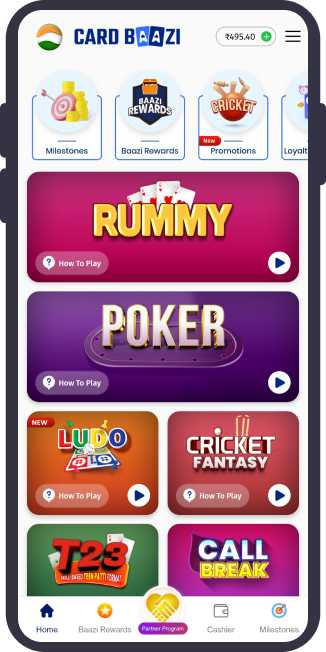 CARD BAAZI
₹495.40
BAAZI
REWARDS
CRICKET
New
Milestones
Baazi Rewards
Promotions
Loyalt
RUMMY
? How To Play
POKER
? How To Play
NEW
LUDO
CRICKET
FANTASY
? How To Play
? How To Play
T23
SKILL-BASED TEEN PATTI FORMAT
CALL
BREAK
Home
Baazi Rewards
Partner Program
Cashier
Milestones